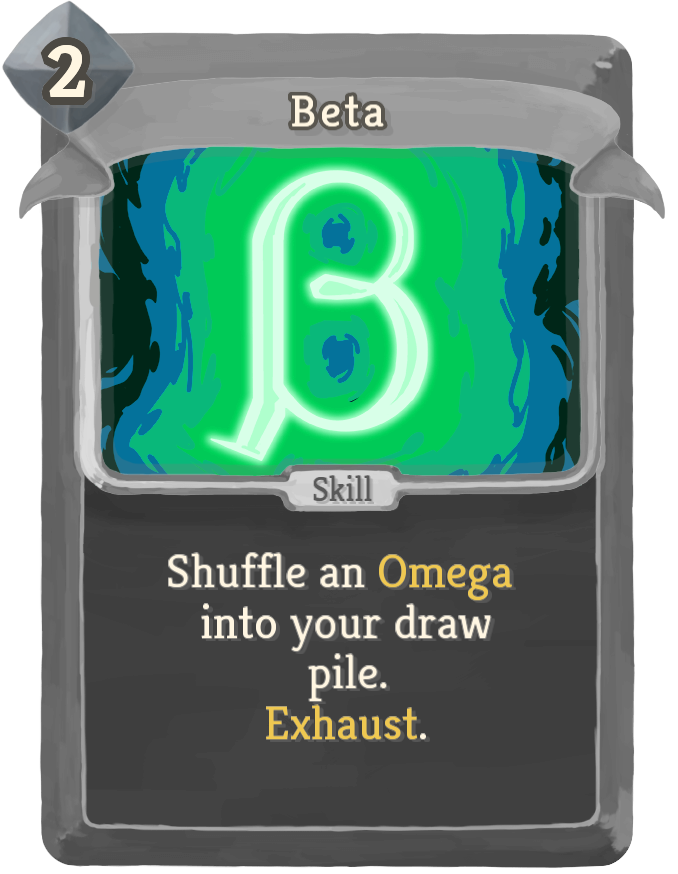 2
Beta
β
Skill
Shuffle an Omega
into your draw
pile.
Exhaust.